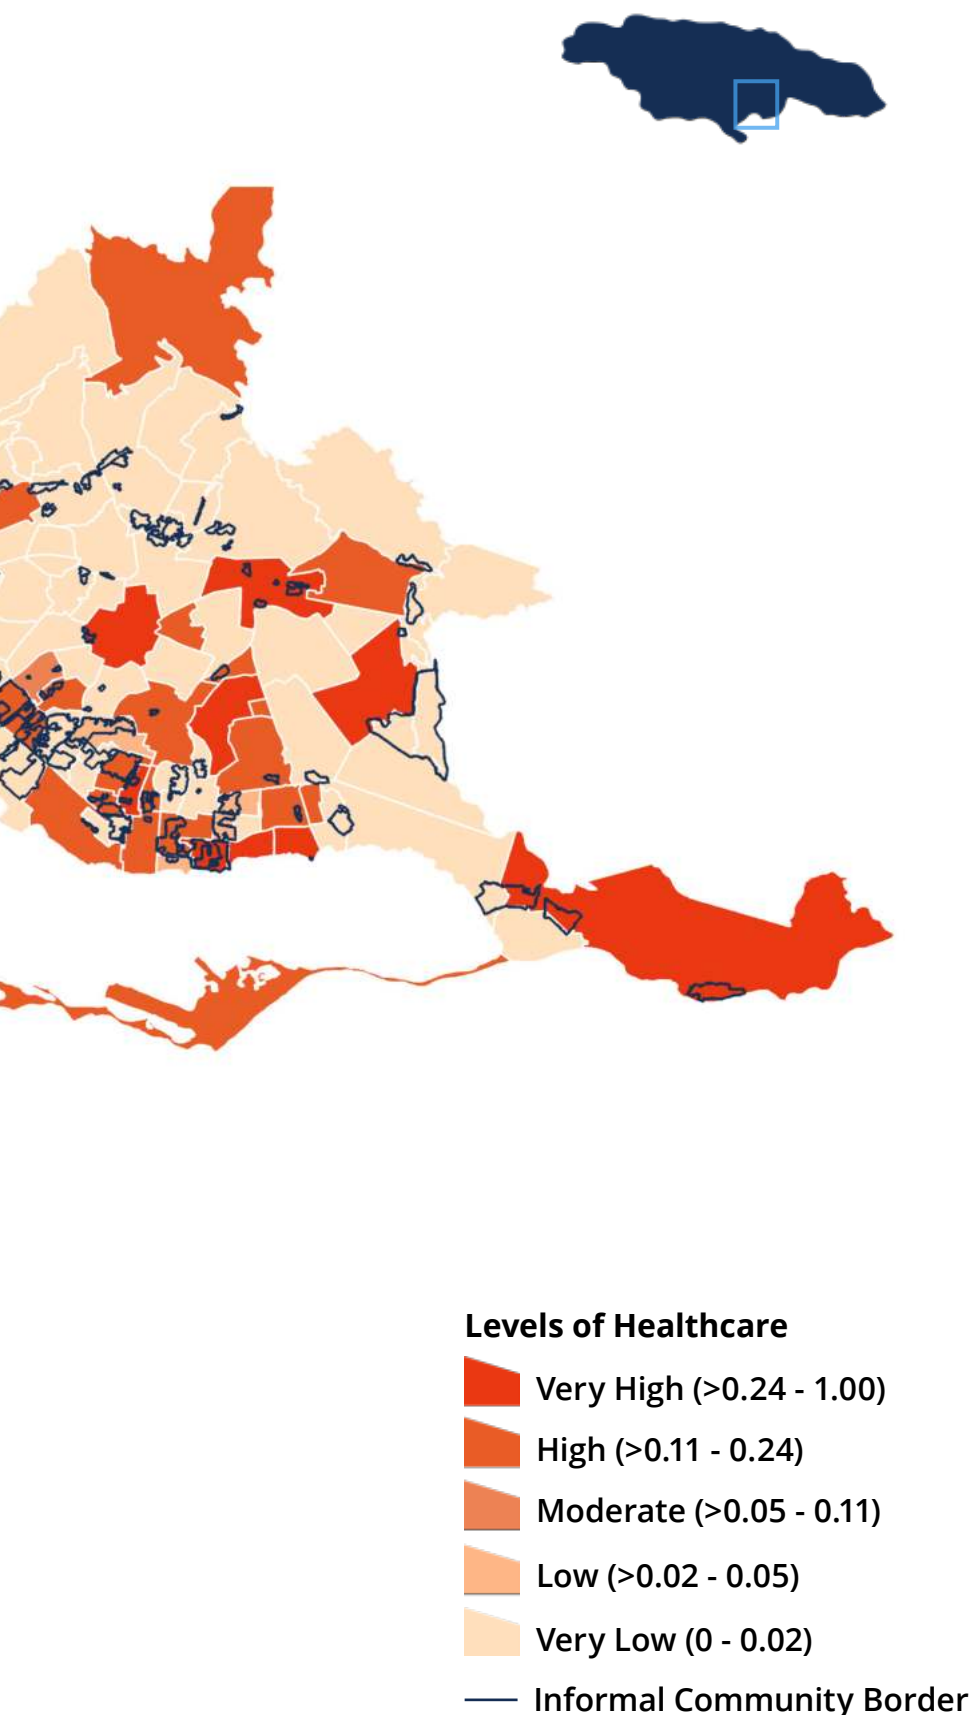 Levels of Healthcare
Very High (>0.24 - 1.00)
High (>0.11 - 0.24)
Moderate (>0.05 - 0.11)
Low (>0.02 - 0.05)
Very Low (0 - 0.02)
Informal Community Border